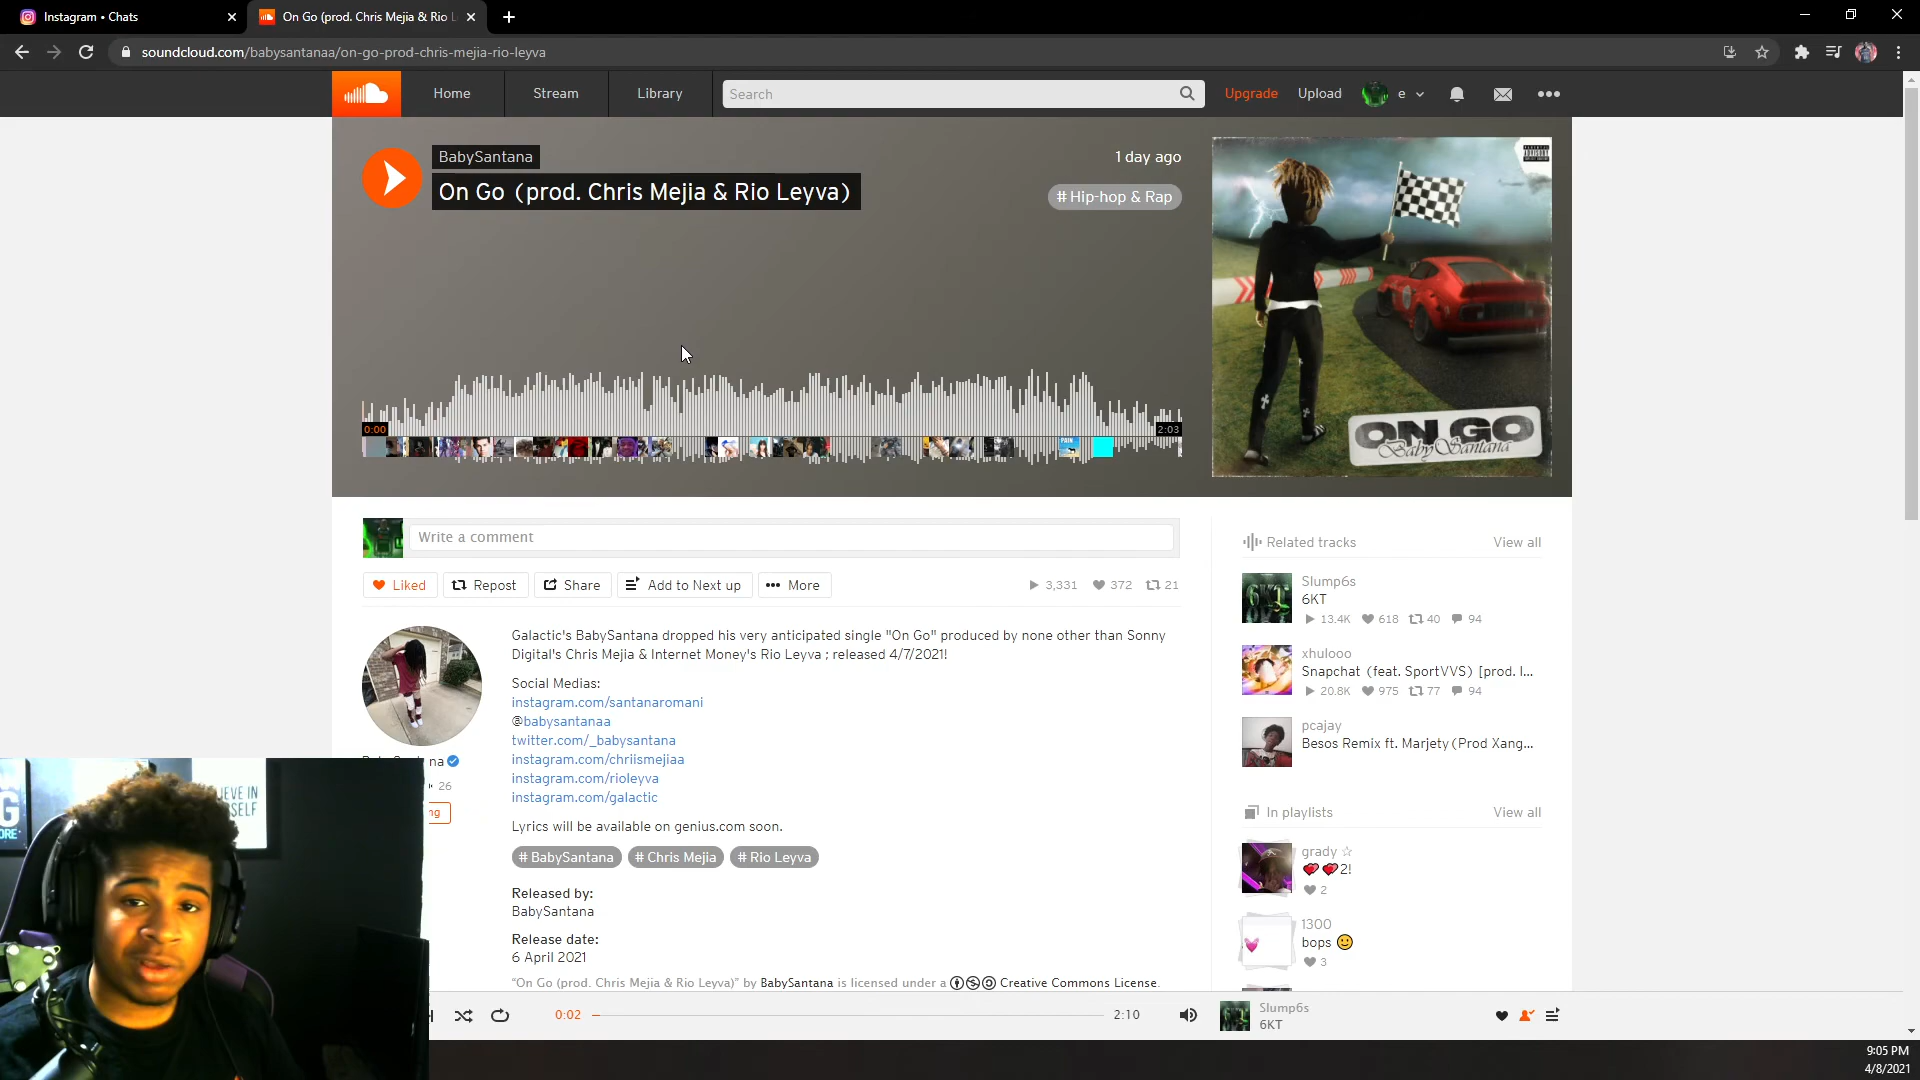 Instagram • Chats
On Go (prod. Chris Mejia & Rio L
soundcloud.com/babysantanaa/on-go-prod-chris-mejia-rio-leyva
Home
Stream
Library
Search
Upgrade
Upload
e
BabySantana
On Go (prod. Chris Mejia & Rio Leyva)
1 day ago
# Hip-hop & Rap
0:00
2:03
PAIN
ON GO
BabySantana
Write a comment
Liked
Repost
Share
Add to Next up
More
3,331
372
21
Galactic's BabySantana dropped his very anticipated single "On Go" produced by none other than Sonny
Digital's Chris Mejia & Internet Money's Rio Leyva ; released 4/7/2021!
Social Medias:
instagram.com/santanaromani
@babysantanaa
twitter.com/_babysantana
instagram.com/chriismejiaa
instagram.com/rioleyva
instagram.com/galactic
Lyrics will be available on genius.com soon.
# BabySantana
# Chris Mejia
# Rio Leyva
Released by:
BabySantana
Release date:
6 April 2021
“On Go (prod. Chris Mejia & Rio Leyva)” by BabySantana is licensed under a Creative Commons License.
na
26
ng
Related tracks
View all
Slump6s
6KT
13.4K
618
40
94
xhulooo
Snapchat (feat. SportVVS) [prod. I...
20.8K
975
77
94
pcajay
Besos Remix ft. Marjety(Prod Xang...
In playlists
View all
grady ☆
💕💕2!
2
1300
bops 🙂
3
IEVE IN
SELF
G
ORE
0:02
2:10
Slump6s
6KT
9:05 PM
4/8/2021